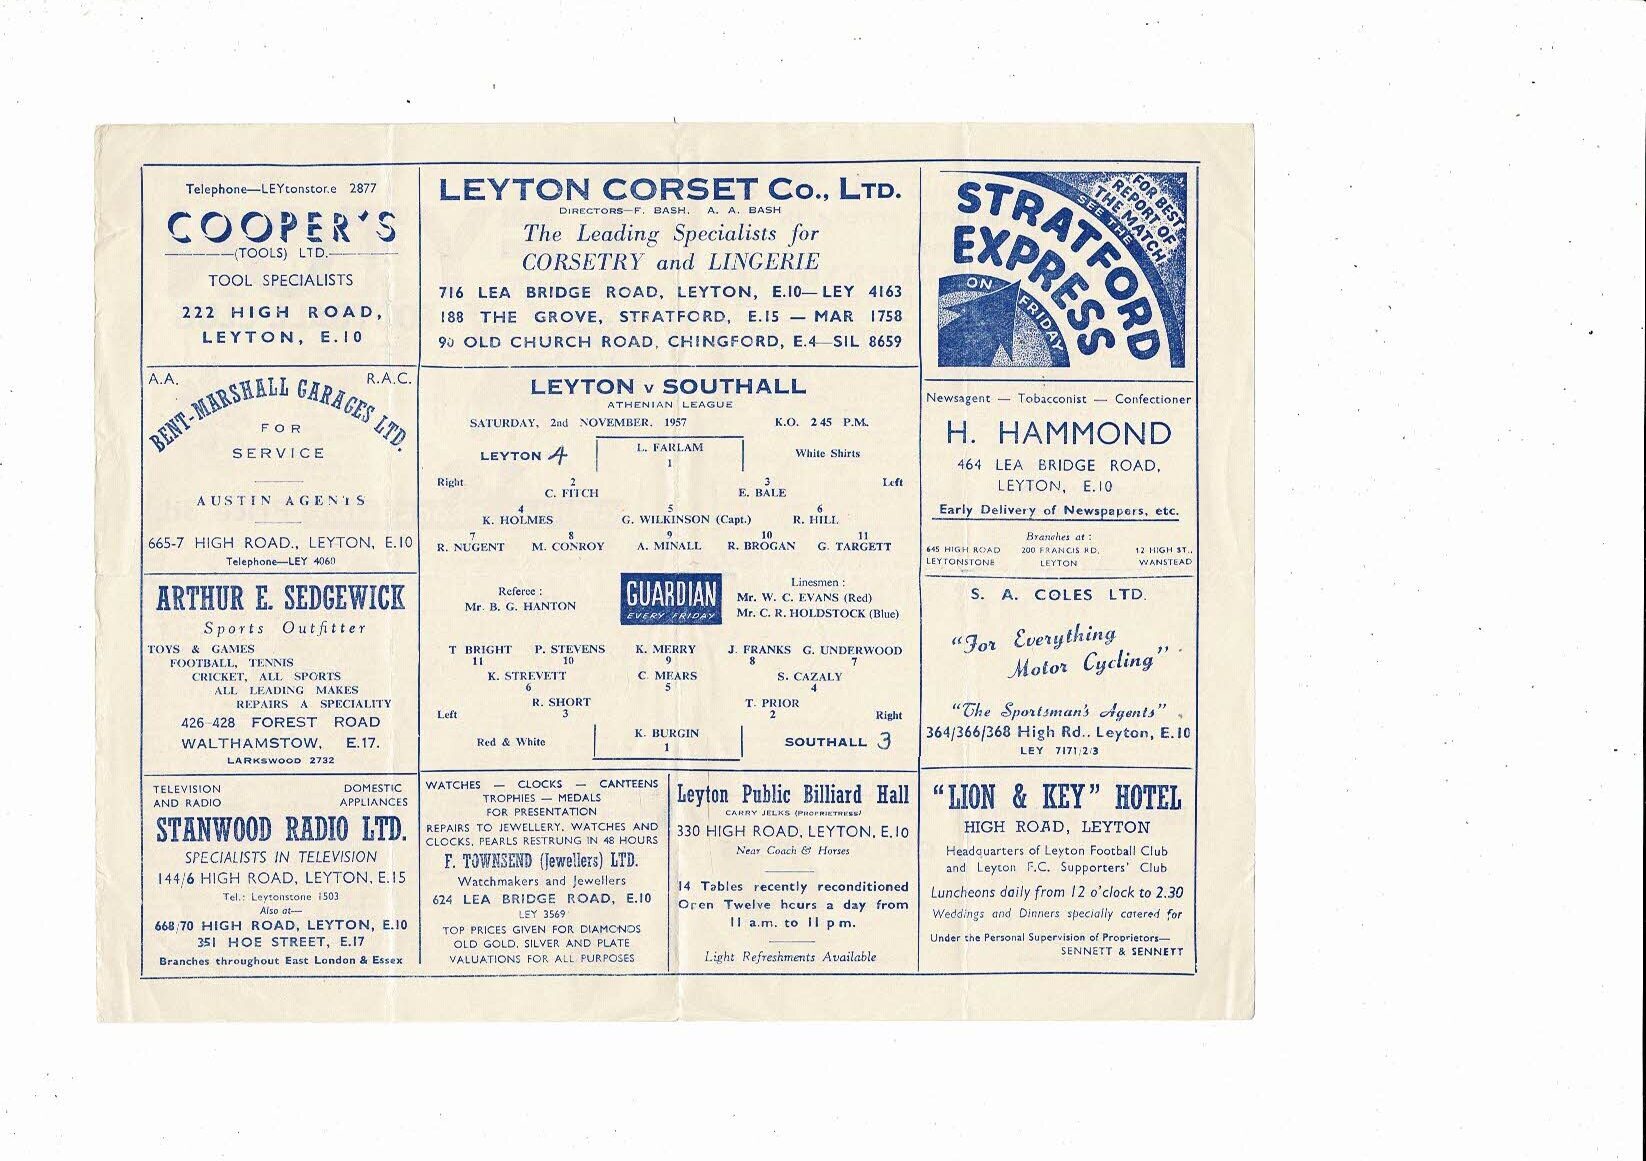 Telephone—LEYtonstone 2877
COOPER'S
(TOOLS) LTD.
TOOL SPECIALISTS
222 HIGH ROAD,
LEYTON, E.10
LEYTON CORSET Co., LTD.
DIRECTORS—F. BASH. A. A. BASH
The Leading Specialists for
CORSETRY and LINGERIE
716 LEA BRIDGE ROAD, LEYTON, E.10—LEY 4163
188 THE GROVE, STRATFORD, E.15 — MAR 1758
90 OLD CHURCH ROAD, CHINGFORD, E.4—SIL 8659
FOR BEST
REPORT OF
THE MATCH
SEE THE
STRATFORD
EXPRESS
ON FRIDAY
A.A. R.A.C.
BENT-MARSHALL GARAGES LTD.
FOR
SERVICE
AUSTIN AGENTS
665-7 HIGH ROAD., LEYTON, E.10
Telephone—LEY 4060
LEYTON v SOUTHALL
ATHENIAN LEAGUE
SATURDAY, 2nd NOVEMBER, 1957 K.O. 2 45 P.M.
LEYTON 4 L. FARLAM White Shirts
1
Right 2 3 Left
C. FITCH E. BALE
4 5 6
K. HOLMES G. WILKINSON (Capt.) R. HILL
7 8 9 10 11
R. NUGENT M. CONROY A. MINALL R. BROGAN G. TARGETT
Referee :
Mr. B. G. HANTON
GUARDIAN
EVERY FRIDAY
Linesmen :
Mr. W. C. EVANS (Red)
Mr. C. R. HOLDSTOCK (Blue)
T BRIGHT P. STEVENS K. MERRY J. FRANKS G. UNDERWOOD
11 10 9 8 7
K. STREVETT C MEARS S. CAZALY
6 5 4
R. SHORT T. PRIOR
Left 3 2 Right
Red & White K. BURGIN SOUTHALL 3
1
Newsagent — Tobacconist — Confectioner
H. HAMMOND
464 LEA BRIDGE ROAD,
LEYTON, E.10
Early Delivery of Newspapers, etc.
Branches at :
645 HIGH ROAD 200 FRANCIS RD. 12 HIGH ST.,
LEYTONSTONE LEYTON WANSTEAD
ARTHUR E. SEDGEWICK
Sports Outfitter
TOYS & GAMES
FOOTBALL, TENNIS
CRICKET, ALL SPORTS
ALL LEADING MAKES
REPAIRS A SPECIALITY
426-428 FOREST ROAD
WALTHAMSTOW, E.17.
LARKSWOOD 2732
S. A. COLES LTD.
"For Everything
Motor Cycling"
"The Sportsman's Agents"
364/366/368 High Rd.. Leyton, E.10
LEY 7171/2/3
TELEVISION DOMESTIC
AND RADIO APPLIANCES
STANWOOD RADIO LTD.
SPECIALISTS IN TELEVISION
144/6 HIGH ROAD, LEYTON, E.15
Tel.: Leytonstone 1503
Also at—
668/70 HIGH ROAD, LEYTON, E.10
351 HOE STREET, E.17
Branches throughout East London & Essex
WATCHES — CLOCKS — CANTEENS
TROPHIES — MEDALS
FOR PRESENTATION
REPAIRS TO JEWELLERY, WATCHES AND
CLOCKS, PEARLS RESTRUNG IN 48 HOURS
F. TOWNSEND (Jewellers) LTD.
Watchmakers and Jewellers
624 LEA BRIDGE ROAD, E.10
LEY 3569
TOP PRICES GIVEN FOR DIAMONDS
OLD GOLD, SILVER AND PLATE
VALUATIONS FOR ALL PURPOSES
Leyton Public Billiard Hall
CARRY JELKS (PROPRIETRESS)
330 HIGH ROAD, LEYTON, E.10
Near Coach & Horses
14 Tables recently reconditioned
Open Twelve hours a day from
11 a.m. to 11 p m.
Light Refreshments Available
"LION & KEY" HOTEL
HIGH ROAD, LEYTON
Headquarters of Leyton Football Club
and Leyton F.C. Supporters' Club
Luncheons daily from 12 o'clock to 2.30
Weddings and Dinners specially catered for
Under the Personal Supervision of Proprietors—
SENNETT & SENNETT